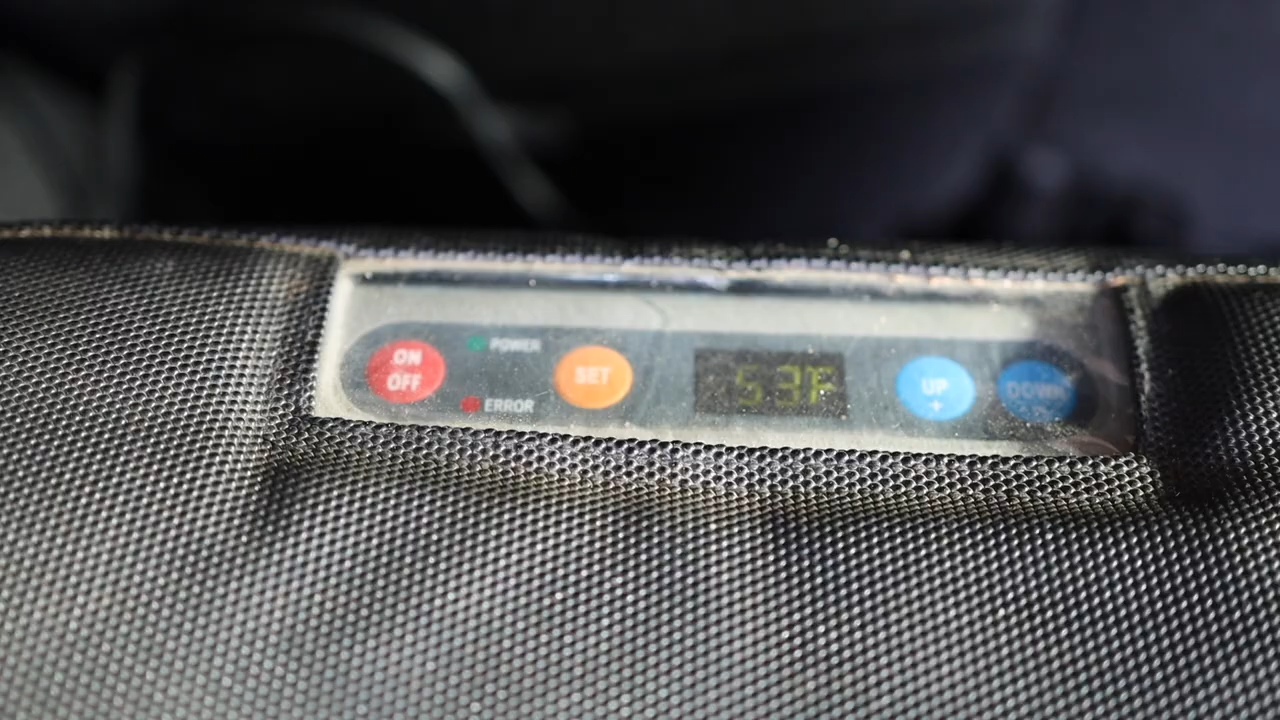 ON
OFF
POWER
ERROR
SET
53F
UP
+
DOWN